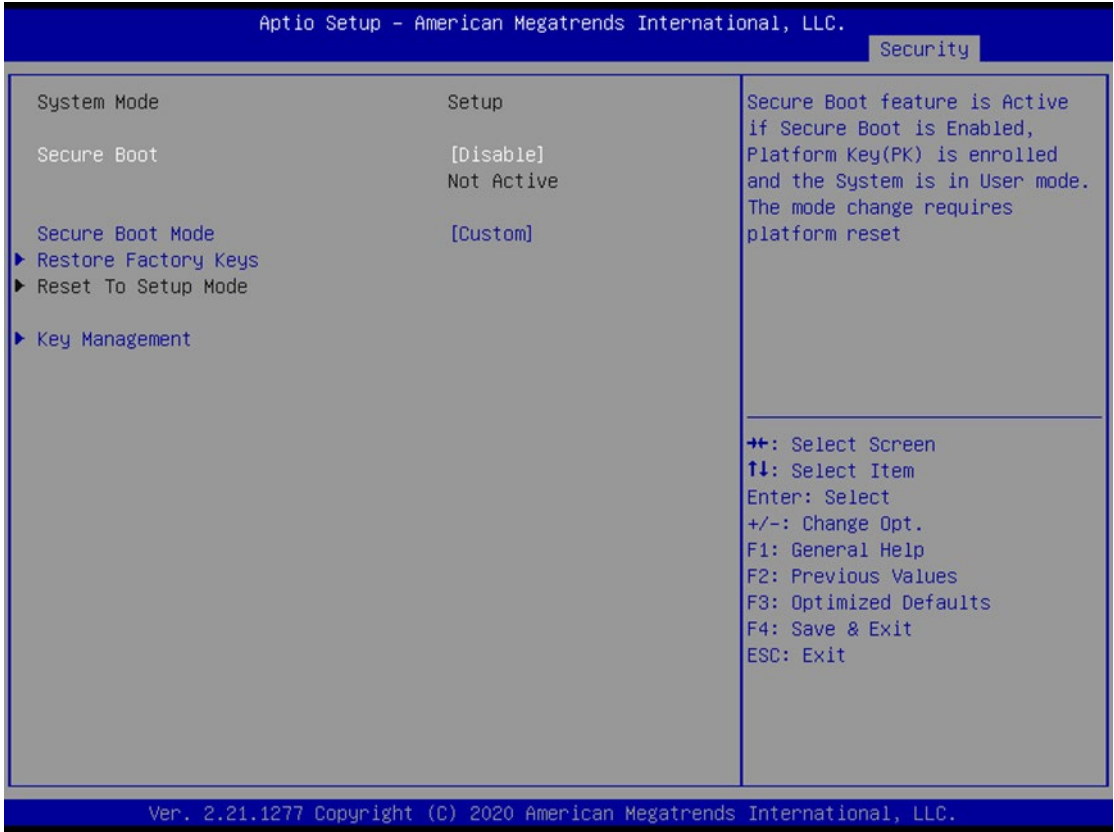 Aptio Setup – American Megatrends International, LLC.
Security
System Mode Setup
Secure Boot [Disable]
Not Active
Secure Boot Mode [Custom]
Restore Factory Keys
Reset To Setup Mode
Key Management
Secure Boot feature is Active
if Secure Boot is Enabled,
Platform Key(PK) is enrolled
and the System is in User mode.
The mode change requires
platform reset
→←: Select Screen
↑↓: Select Item
Enter: Select
+/-: Change Opt.
F1: General Help
F2: Previous Values
F3: Optimized Defaults
F4: Save & Exit
ESC: Exit
Ver. 2.21.1277 Copyright (C) 2020 American Megatrends International, LLC.